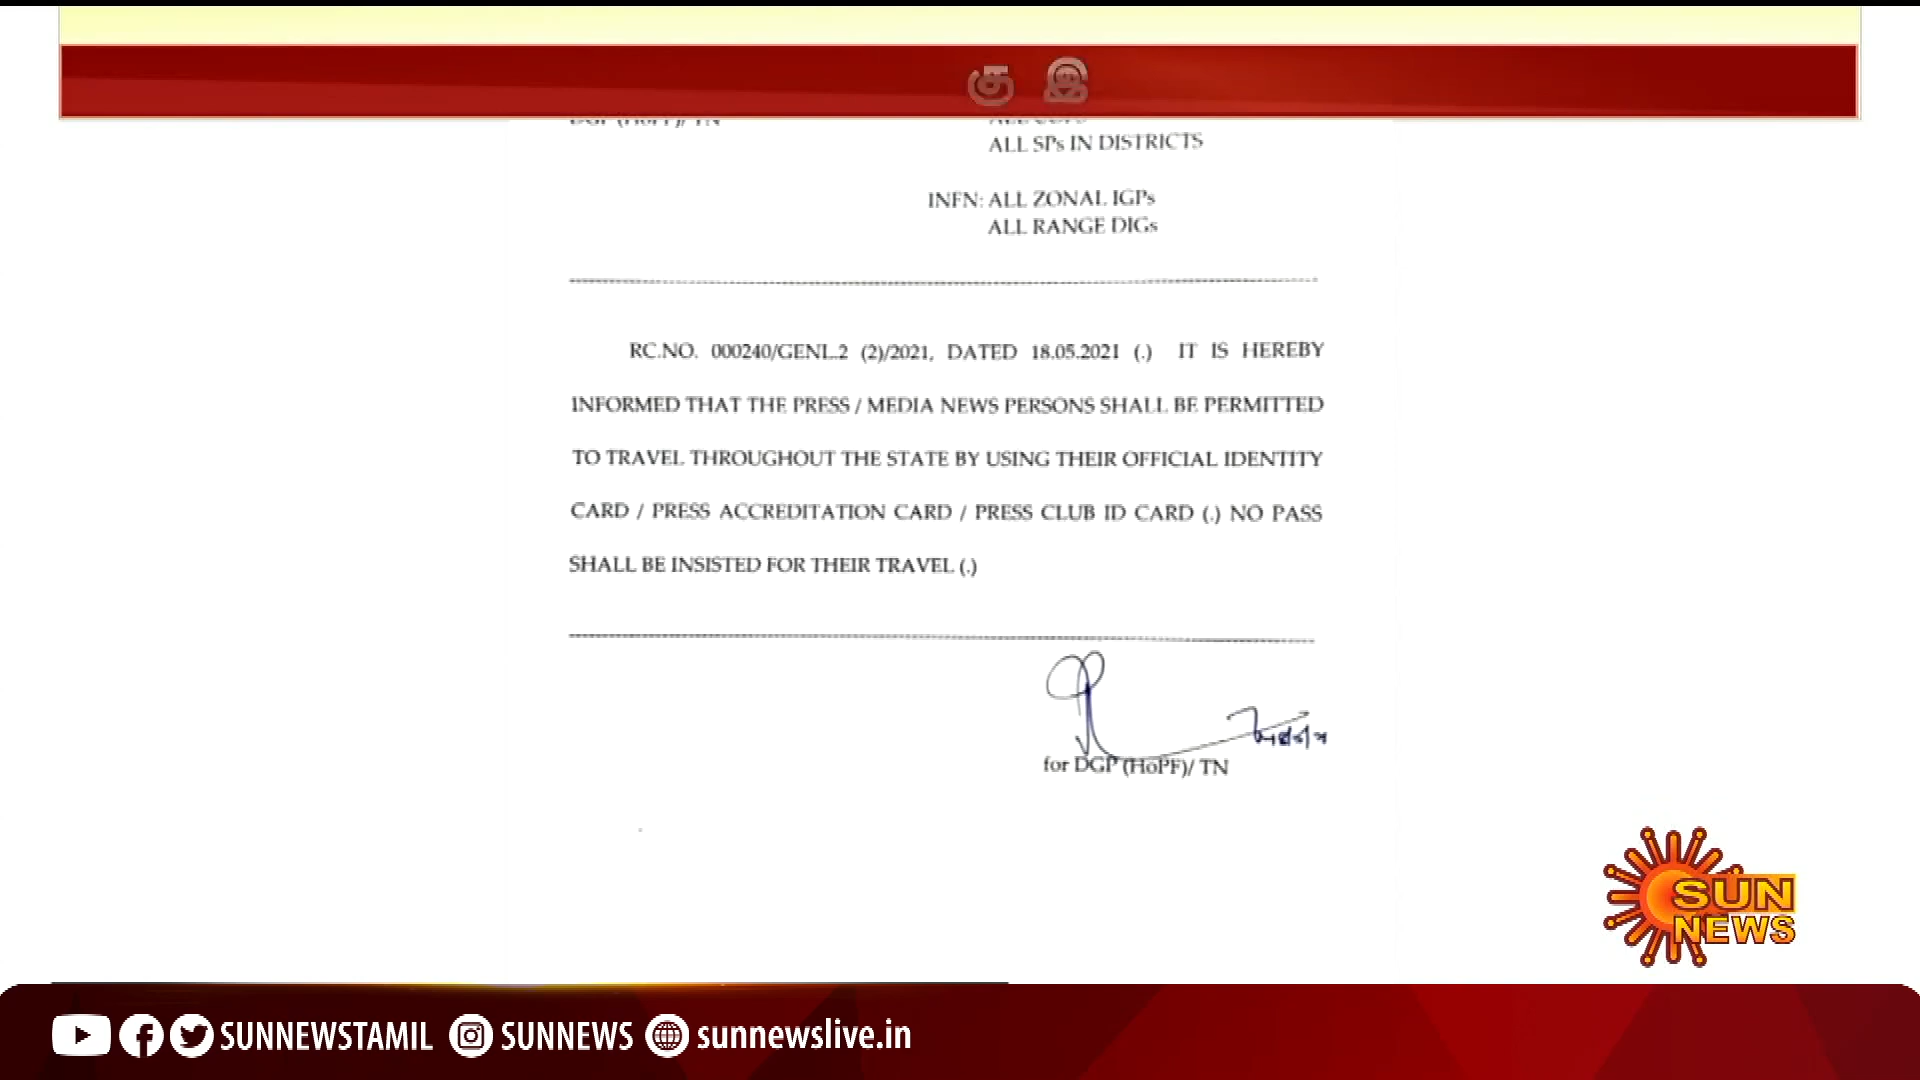 ALL SPs IN DISTRICTS
INFN: ALL ZONAL IGPs
ALL RANGE DIGs
RC.NO. 000240/GENL.2 (2)/2021, DATED 18.05.2021 (.) IT IS HEREBY
INFORMED THAT THE PRESS / MEDIA NEWS PERSONS SHALL BE PERMITTED
TO TRAVEL THROUGHOUT THE STATE BY USING THEIR OFFICIAL IDENTITY
CARD / PRESS ACCREDITATION CARD / PRESS CLUB ID CARD (.) NO PASS
SHALL BE INSISTED FOR THEIR TRAVEL (.)
for DGP (HoPF)/ TN
SUN
NEWS
SUNNEWSTAMIL SUNNEWS sunnewslive.in